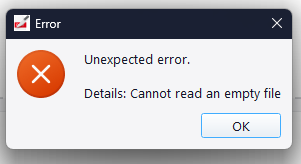 Error
Unexpected error.
Details: Cannot read an empty file
OK